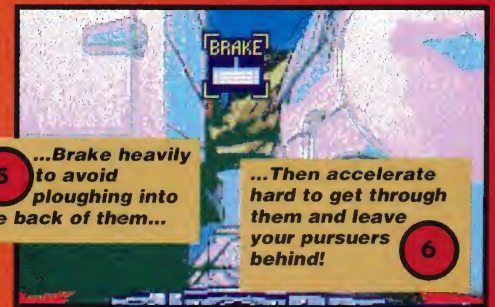 BRAKE
5
...Brake heavily
to avoid
ploughing into
e back of them...
...Then accelerate
hard to get through
them and leave
your pursuers
behind!
6